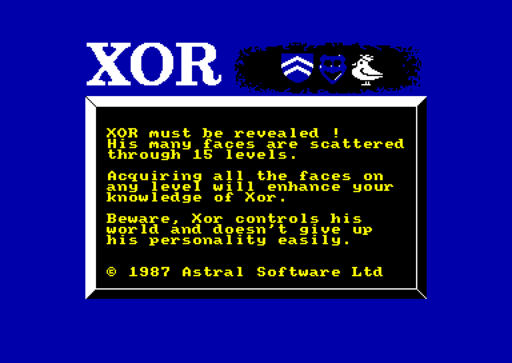 XOR
XOR must be revealed !
His many faces are scattered
through 15 levels.
Acquiring all the faces on
any level will enhance your
knowledge of Xor.
Beware, Xor controls his
world and doesn't give up
his personality easily.
© 1987 Astral Software Ltd